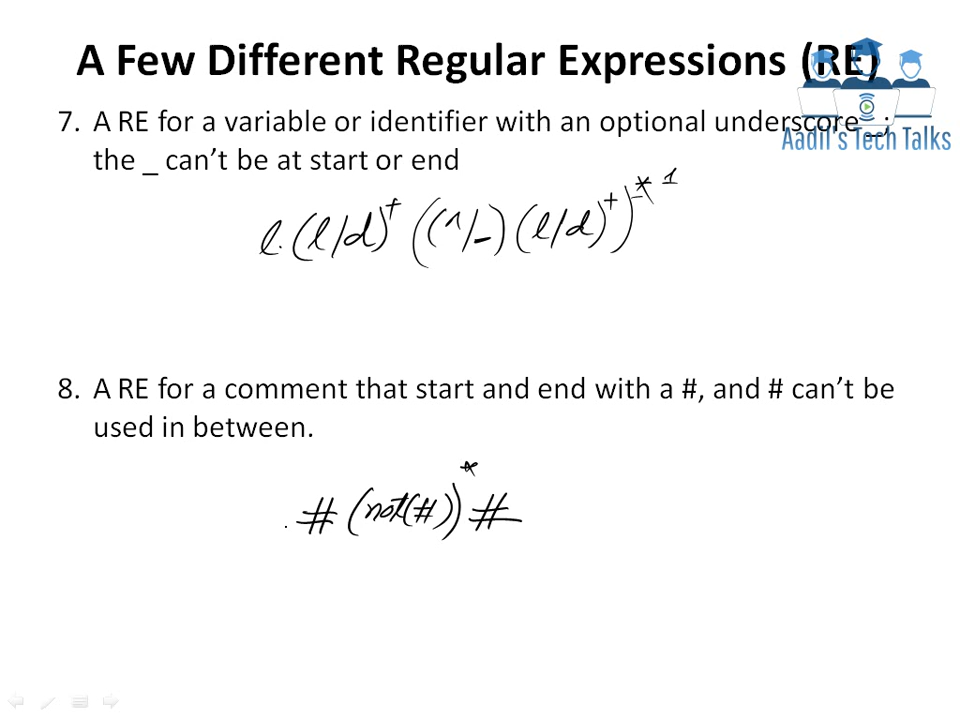 A Few Different Regular Expressions (RE)
Aadil's Tech Talks
7. A RE for a variable or identifier with an optional underscore _;
the _ can't be at start or end
l.(l/d)⁺((^/_)(l/d)⁺)* 1
8. A RE for a comment that start and end with a #, and # can't be
used in between.
#(not(#))*#